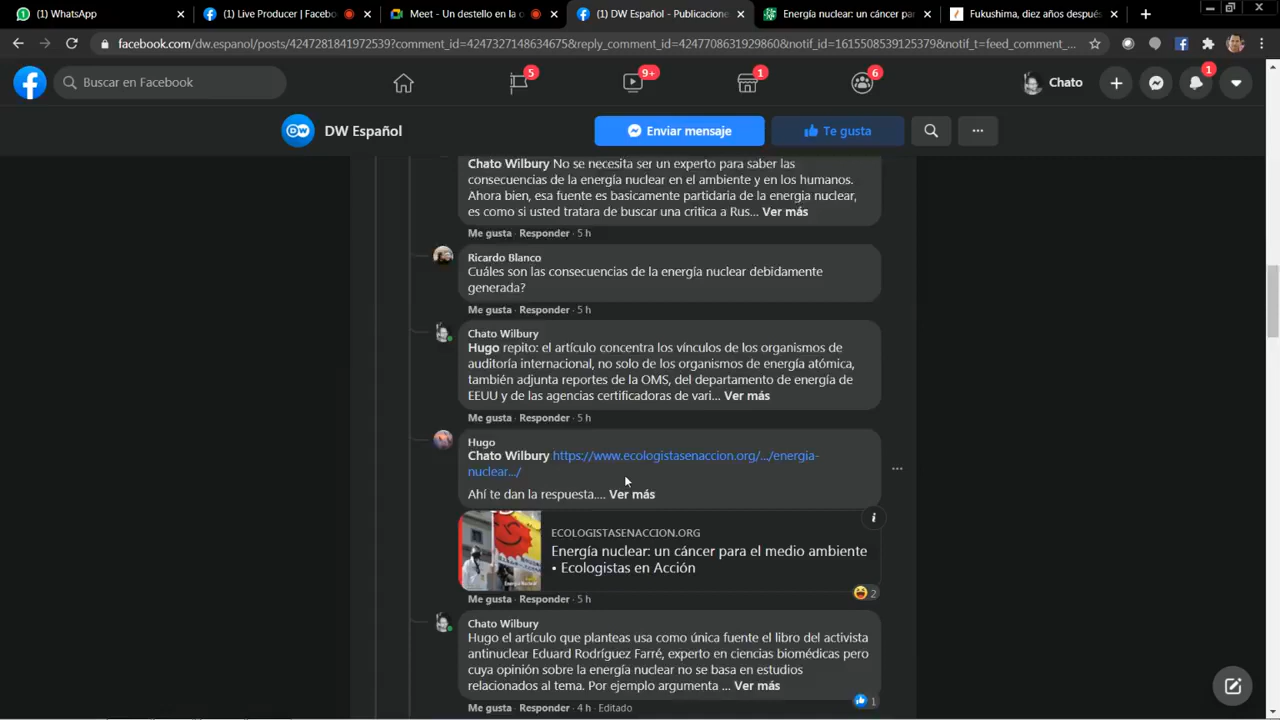 (1) WhatsApp
(1) Live Producer | Facebo
Meet - Un destello en la o
(1) DW Español - Publicacione
Energía nuclear: un cáncer par
Fukushima, diez años después
facebook.com/dw.espanol/posts/4247281841972539?comment_id=4247327148634675&reply_comment_id=4247708631929860&notif_id=1615508539125379&notif_t=feed_comment_...
Buscar en Facebook
5
9+
1
6
Chato
1
DW
DW Español
Enviar mensaje
Te gusta
Chato Wilbury No se necesita ser un experto para saber las
consecuencias de la energía nuclear en el ambiente y en los humanos.
Ahora bien, esa fuente es basicamente partidaria de la energia nuclear,
es como si usted tratara de buscar una critica a Rus... Ver más
Me gusta · Responder · 5 h
Ricardo Blanco
Cuáles son las consecuencias de la energía nuclear debidamente
generada?
Me gusta · Responder · 5 h
Chato Wilbury
Hugo repito: el artículo concentra los vínculos de los organismos de
auditoría internacional, no solo de los organismos de energía atómica,
también adjunta reportes de la OMS, del departamento de energía de
EEUU y de las agencias certificadoras de vari... Ver más
Me gusta · Responder · 5 h
Hugo
Chato Wilbury https://www.ecologistasenaccion.org/.../energia-
nuclear.../
Ahí te dan la respuesta.... Ver más
ECOLOGISTASENACCION.ORG
Energía nuclear: un cáncer para el medio ambiente
• Ecologistas en Acción
Me gusta · Responder · 5 h
2
Chato Wilbury
Hugo el artículo que planteas usa como única fuente el libro del activista
antinuclear Eduard Rodríguez Farré, experto en ciencias biomédicas pero
cuya opinión sobre la energía nuclear no se basa en estudios
relacionados al tema. Por ejemplo argumenta ... Ver más
Me gusta · Responder · 4 h · Editado
1